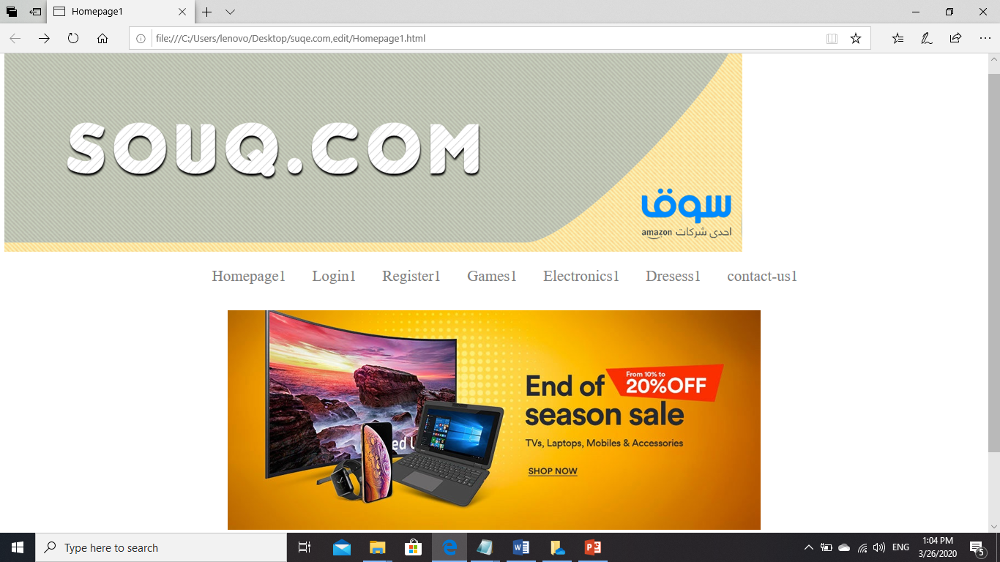 Homepage1
file:///C:/Users/lenovo/Desktop/suqe.com,edit/Homepage1.html
SOUQ.COM
سوق
احدى شركات amazon
Homepage1 Login1 Register1 Games1 Electronics1 Dresess1 contact-us1
From 10% to
20%OFF
End of
season sale
TVs, Laptops, Mobiles & Accessories
SHOP NOW
Type here to search
ENG
1:04 PM
3/26/2020
5